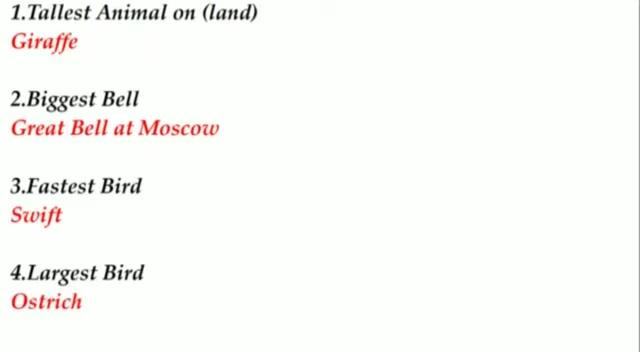 1.Tallest Animal on (land)
Giraffe
2.Biggest Bell
Great Bell at Moscow
3.Fastest Bird
Swift
4.Largest Bird
Ostrich